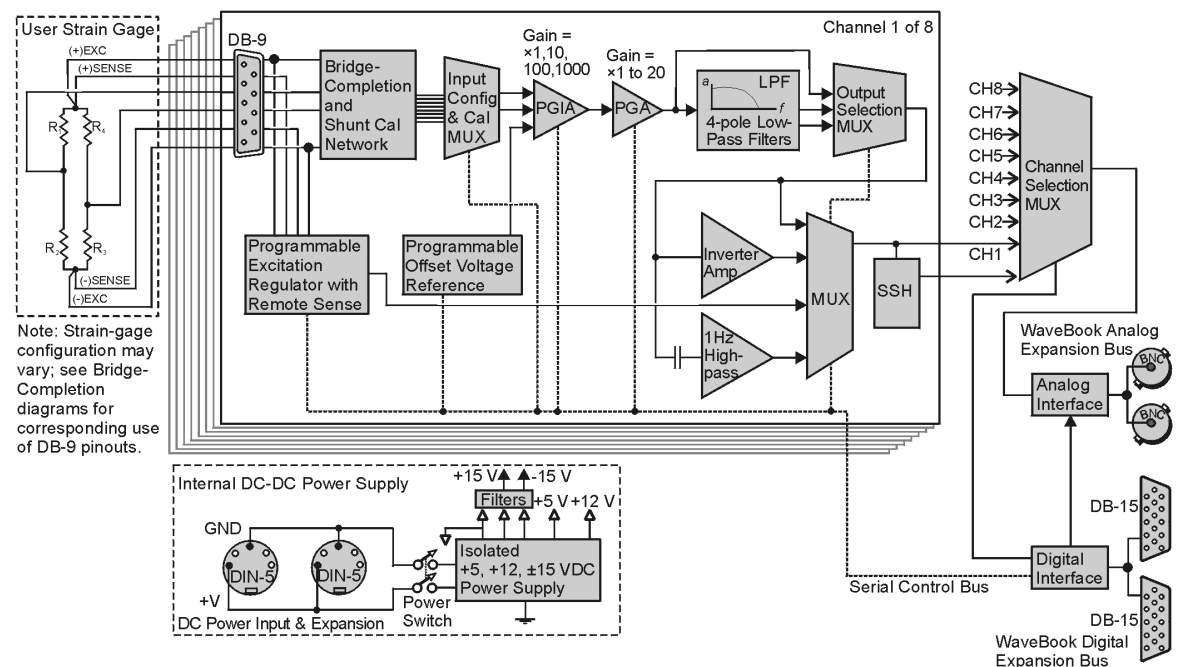 User Strain Gage
(+)EXC
(+)SENSE
R₄
R₂
R₃
(-)SENSE
(-)EXC
Note: Strain-gage
configuration may
vary; see Bridge-
Completion
diagrams for
corresponding use
of DB-9 pinouts.
DB-9
Channel 1 of 8
Bridge-
Completion
and
Shunt Cal
Network
Input
Config
& Cal
MUX
Gain =
×1,10,
100,1000
PGIA
Gain =
×1 to 20
PGA
a
LPF
f
4-pole Low-
Pass Filters
Output
Selection
MUX
Programmable
Excitation
Regulator with
Remote Sense
Programmable
Offset Voltage
Reference
Inverter
Amp
1Hz
High-
pass
MUX
SSH
CH8
CH7
CH6
CH5
CH4
CH3
CH2
CH1
Channel
Selection
MUX
WaveBook Analog
Expansion Bus
Analog
Interface
BNC
BNC
DB-15
Digital
Interface
DB-15
WaveBook Digital
Expansion Bus
Serial Control Bus
Internal DC-DC Power Supply
+15 V
-15 V
Filters
+5 V
+12 V
GND
DIN-5
DIN-5
+V
DC Power Input & Expansion
Power
Switch
Isolated
+5, +12, ±15 VDC
Power Supply